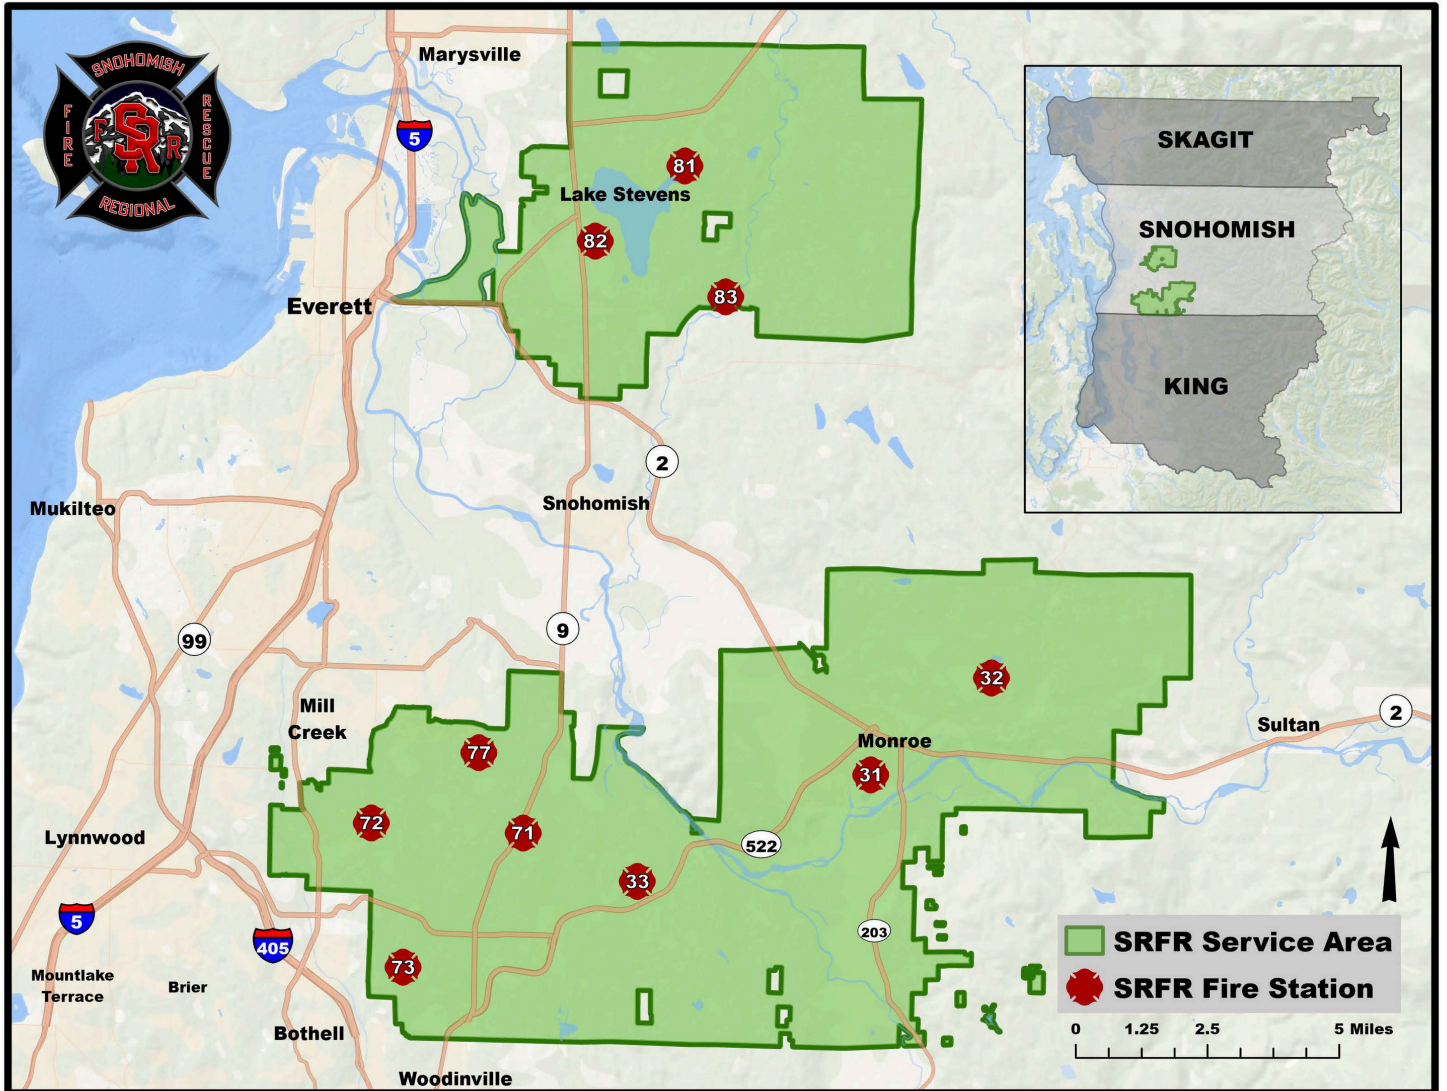 SNOHOMISH
FIRE
RESCUE
SRFR
REGIONAL
Marysville
5
81
Lake Stevens
82
83
Everett
SKAGIT
SNOHOMISH
KING
2
Snohomish
Mukilteo
9
99
32
Mill
Creek
Sultan
2
Monroe
77
31
72
71
Lynnwood
522
33
5
405
203
73
Mountlake
Terrace
Brier
Bothell
Woodinville
SRFR Service Area
SRFR Fire Station
0 1.25 2.5 5 Miles